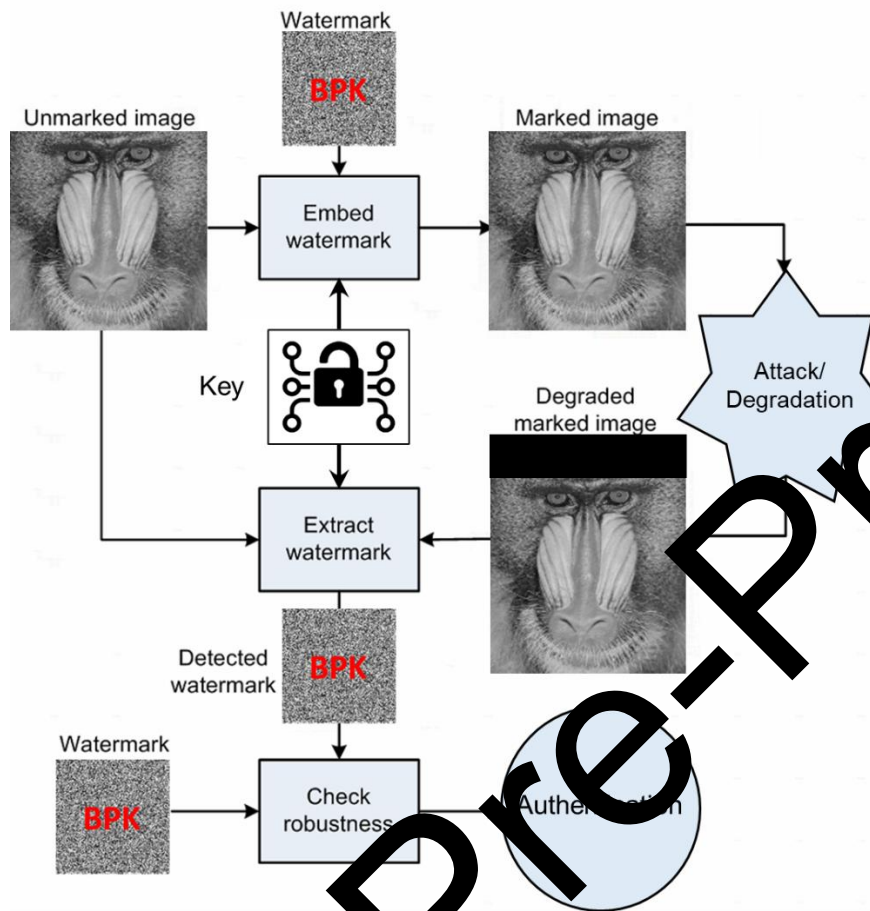 Watermark
BPK
Unmarked image
Marked image
Embed
watermark
Key
Attack/
Degradation
Degraded
marked image
Extract
watermark
Detected
watermark
BPK
Watermark
BPK
Check
robustness
Pre-Pr